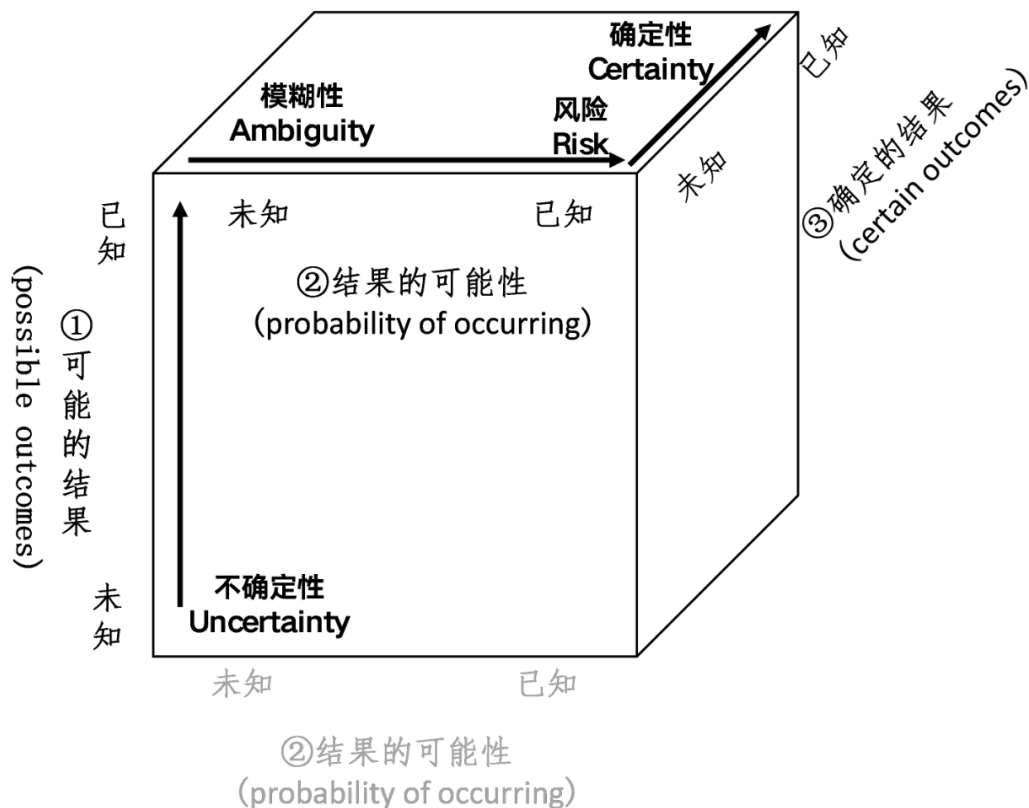 确定性
Certainty
已知
模糊性
Ambiguity
风险
Risk
未知
③确定的结果
(certain outcomes)
已知
未知
已知
②结果的可能性
(probability of occurring)
①可能的结果
(possible outcomes)
未知
不确定性
Uncertainty
未知
已知
②结果的可能性
(probability of occurring)